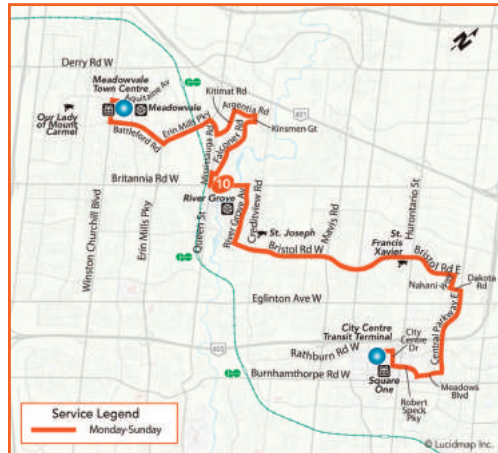 Derry Rd W
Meadowvale
Town Centre
Aquitaine Av
Meadowvale
Our Lady
of Mount
Carmel
Battleford Rd
Erin Mills Pky
Kitimat Rd
Argentia Rd
401
Kinsmen Gt
Falconer Rd
Mississauga Rd
Britannia Rd W
10
River Grove
River Grove Av
Creditview Rd
Winston Churchill Blvd
Erin Mills Pky
Queen St
GO
GO
GO
St. Joseph
Bristol Rd W
Mavis Rd
St.
Francis
Xavier
Hurontario St
Bristol Rd E
Nahani
Dakota
Rd
Eglinton Ave W
Central Parkway E
City Centre
Transit Terminal
City
Centre
Dr
Rathburn Rd W
403
Burnhamthorpe Rd W
Square
One
Robert
Speck
Pky
Meadows
Blvd
Service Legend
Monday-Sunday
© Lucidmap Inc.